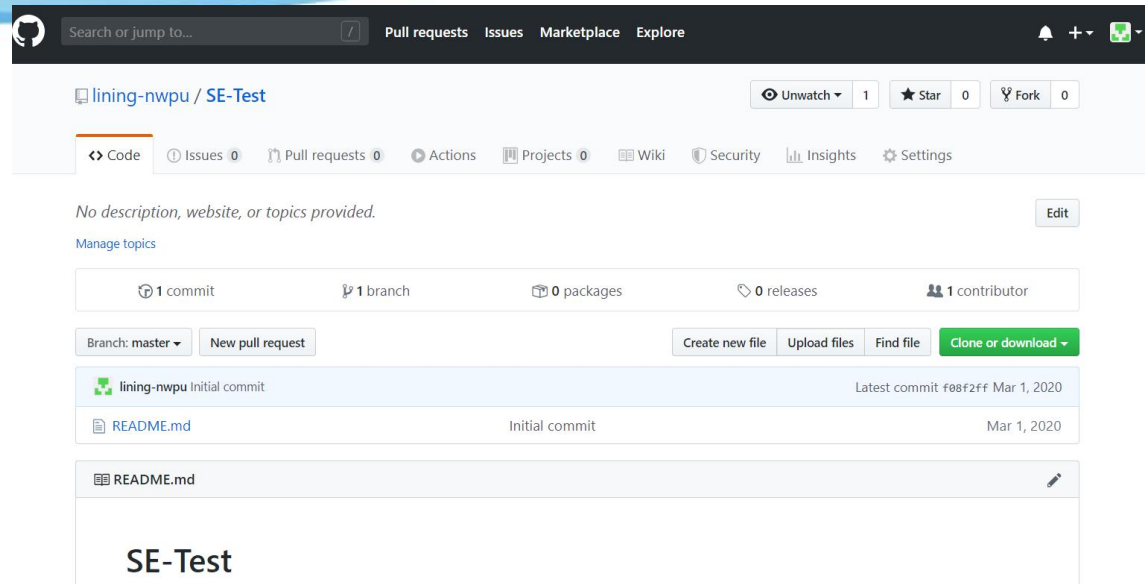 Search or jump to... / Pull requests Issues Marketplace Explore
lining-nwpu / SE-Test Unwatch 1 Star 0 Fork 0
Code Issues 0 Pull requests 0 Actions Projects 0 Wiki Security Insights Settings
No description, website, or topics provided. Edit
Manage topics
1 commit 1 branch 0 packages 0 releases 1 contributor
Branch: master New pull request Create new file Upload files Find file Clone or download
lining-nwpu Initial commit Latest commit f08f2ff Mar 1, 2020
README.md Initial commit Mar 1, 2020
README.md
SE-Test